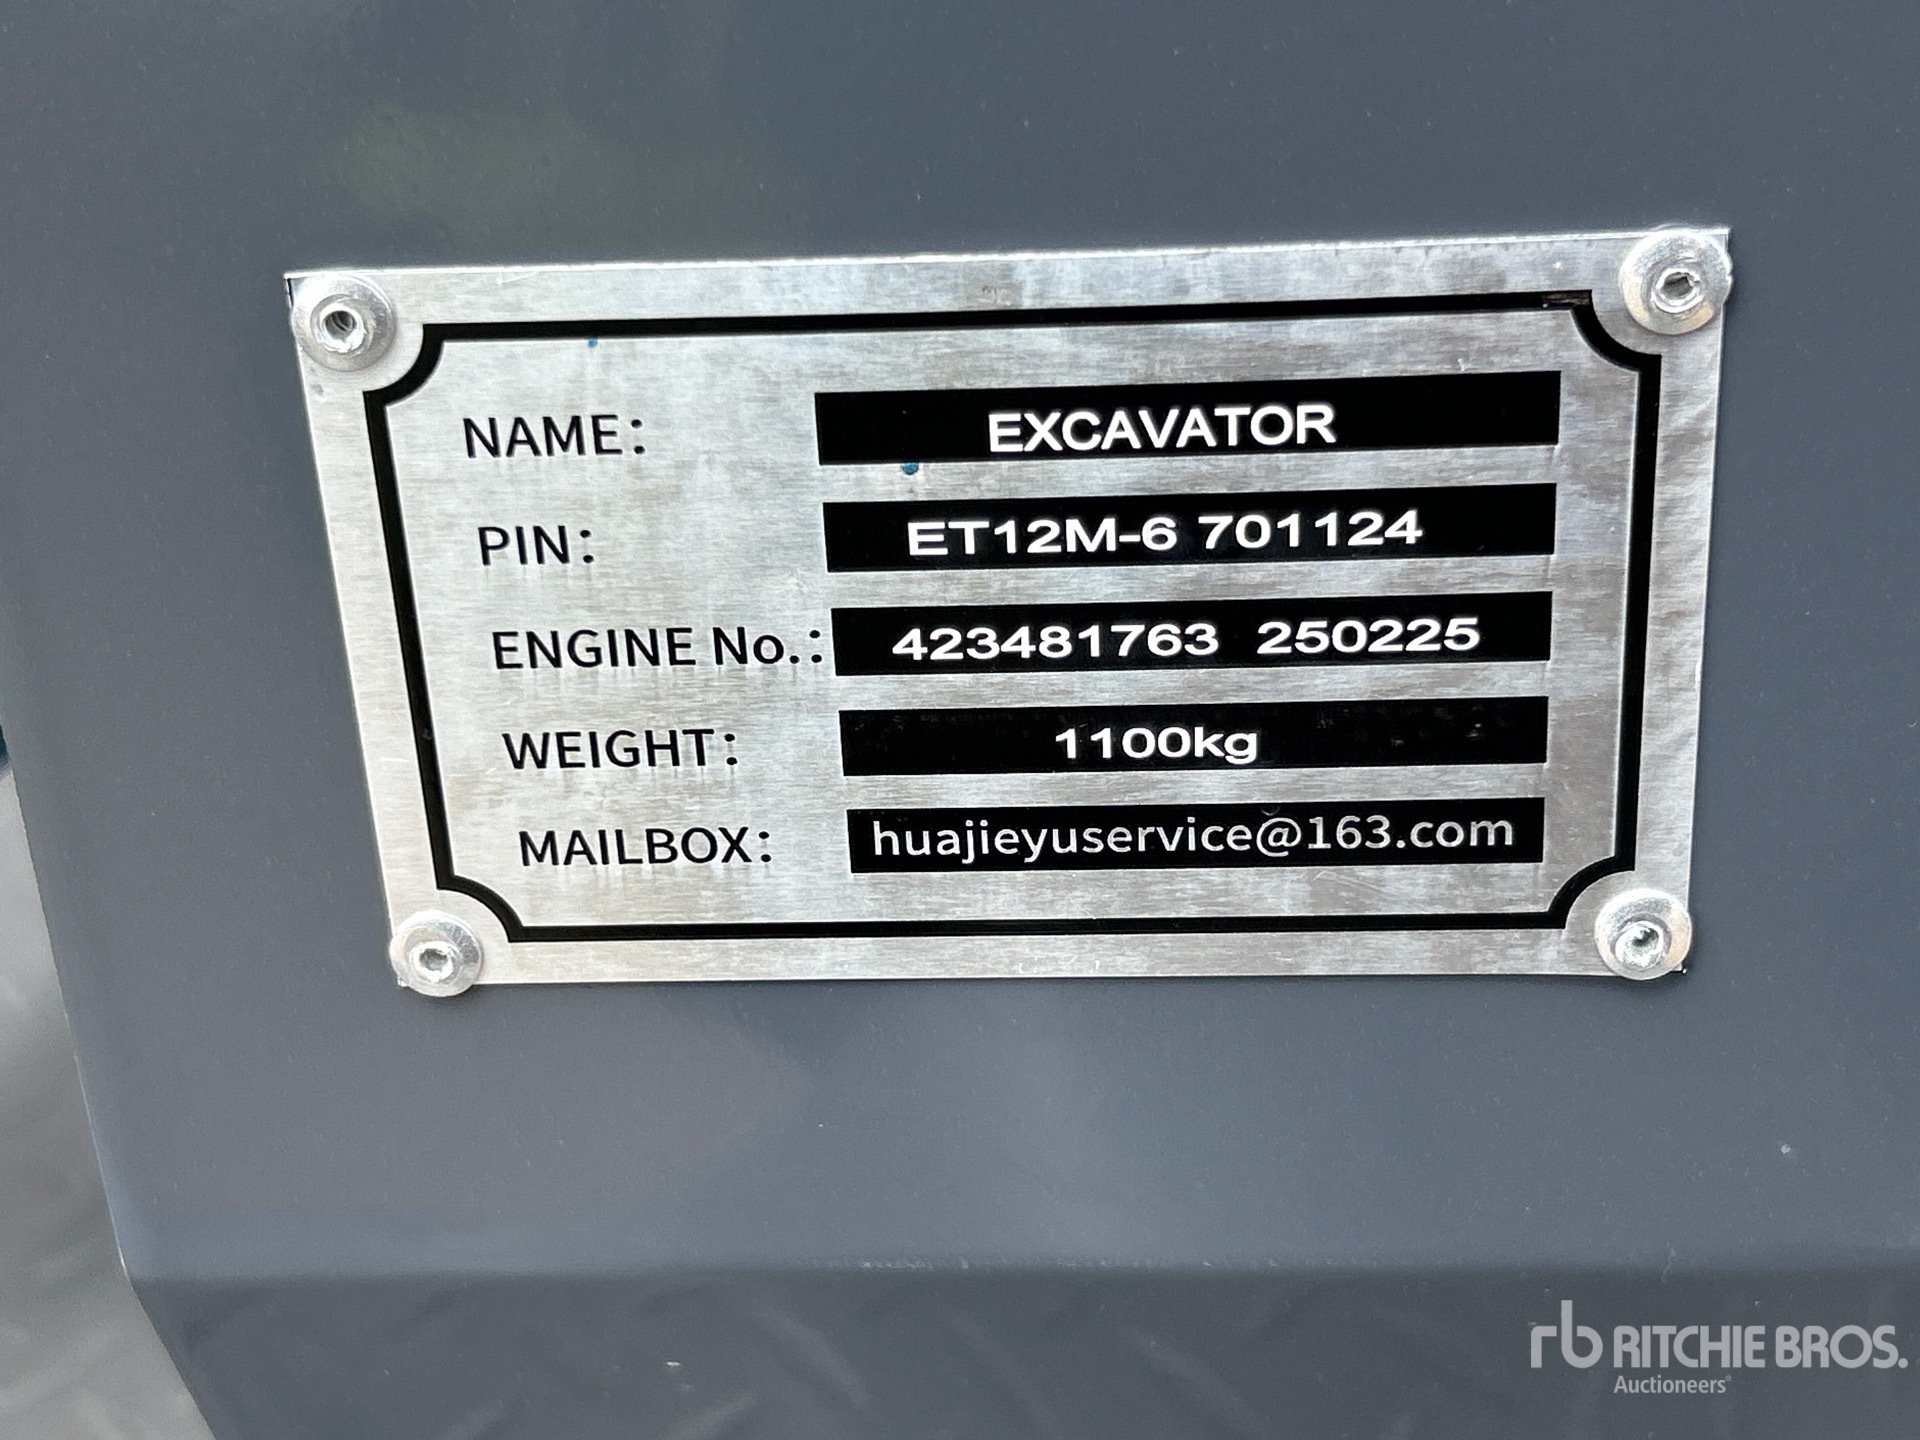 NAME: EXCAVATOR
PIN: ET12M-6 701124
ENGINE No.: 423481763 250225
WEIGHT: 1100kg
MAILBOX: huajieyuservice@163.com
rb RITCHIE BROS.
Auctioneers®